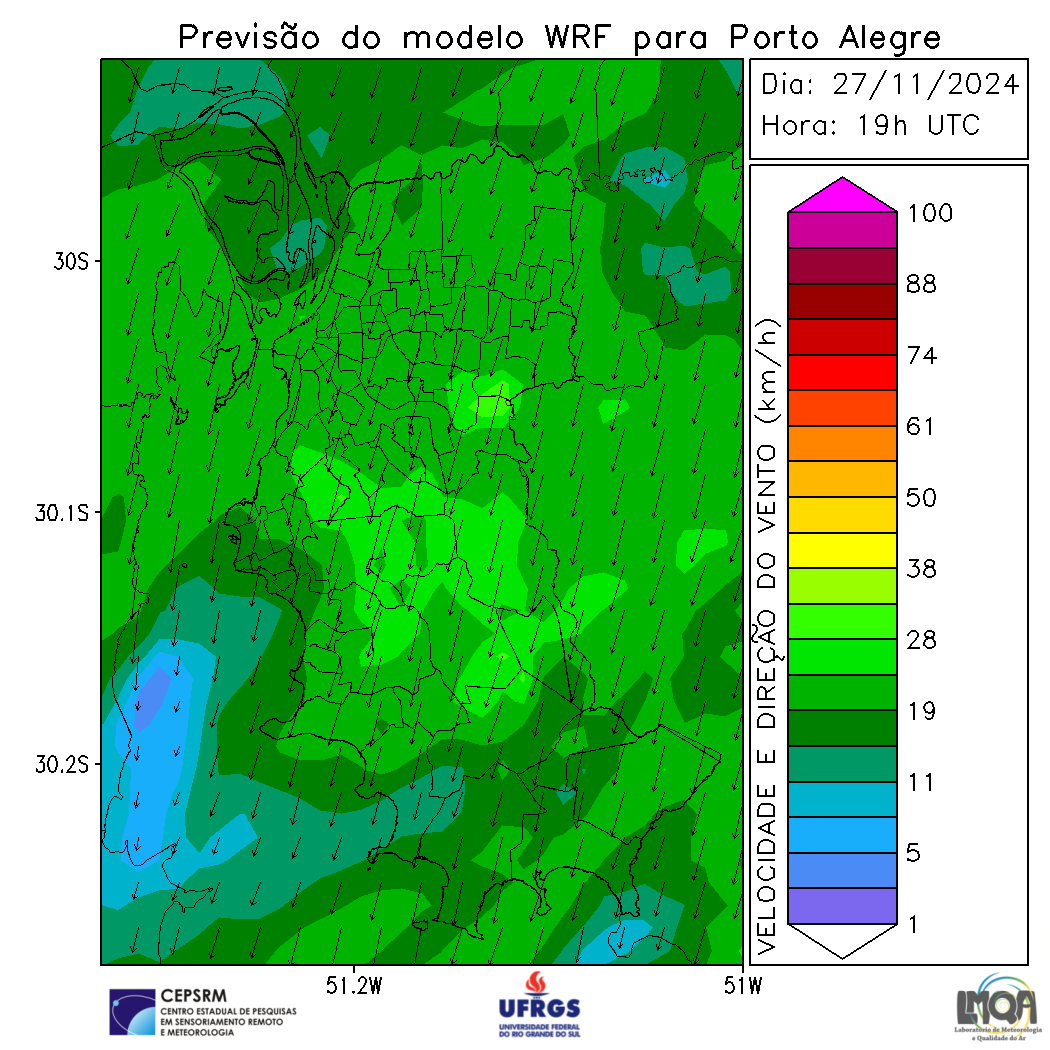 Previsão do modelo WRF para Porto Alegre
Dia: 27/11/2024
Hora: 19h UTC
30S
30.1S
30.2S
51.2W
51W
VELOCIDADE E DIREÇÃO DO VENTO (km/h)
100
88
74
61
50
38
28
19
11
5
1
CEPSRM
CENTRO ESTADUAL DE PESQUISAS
EM SENSORIAMENTO REMOTO
E METEOROLOGIA
UFRGS
UNIVERSIDADE FEDERAL
DO RIO GRANDE DO SUL
LMQA
Laboratório de Meteorologia
e Qualidade do Ar